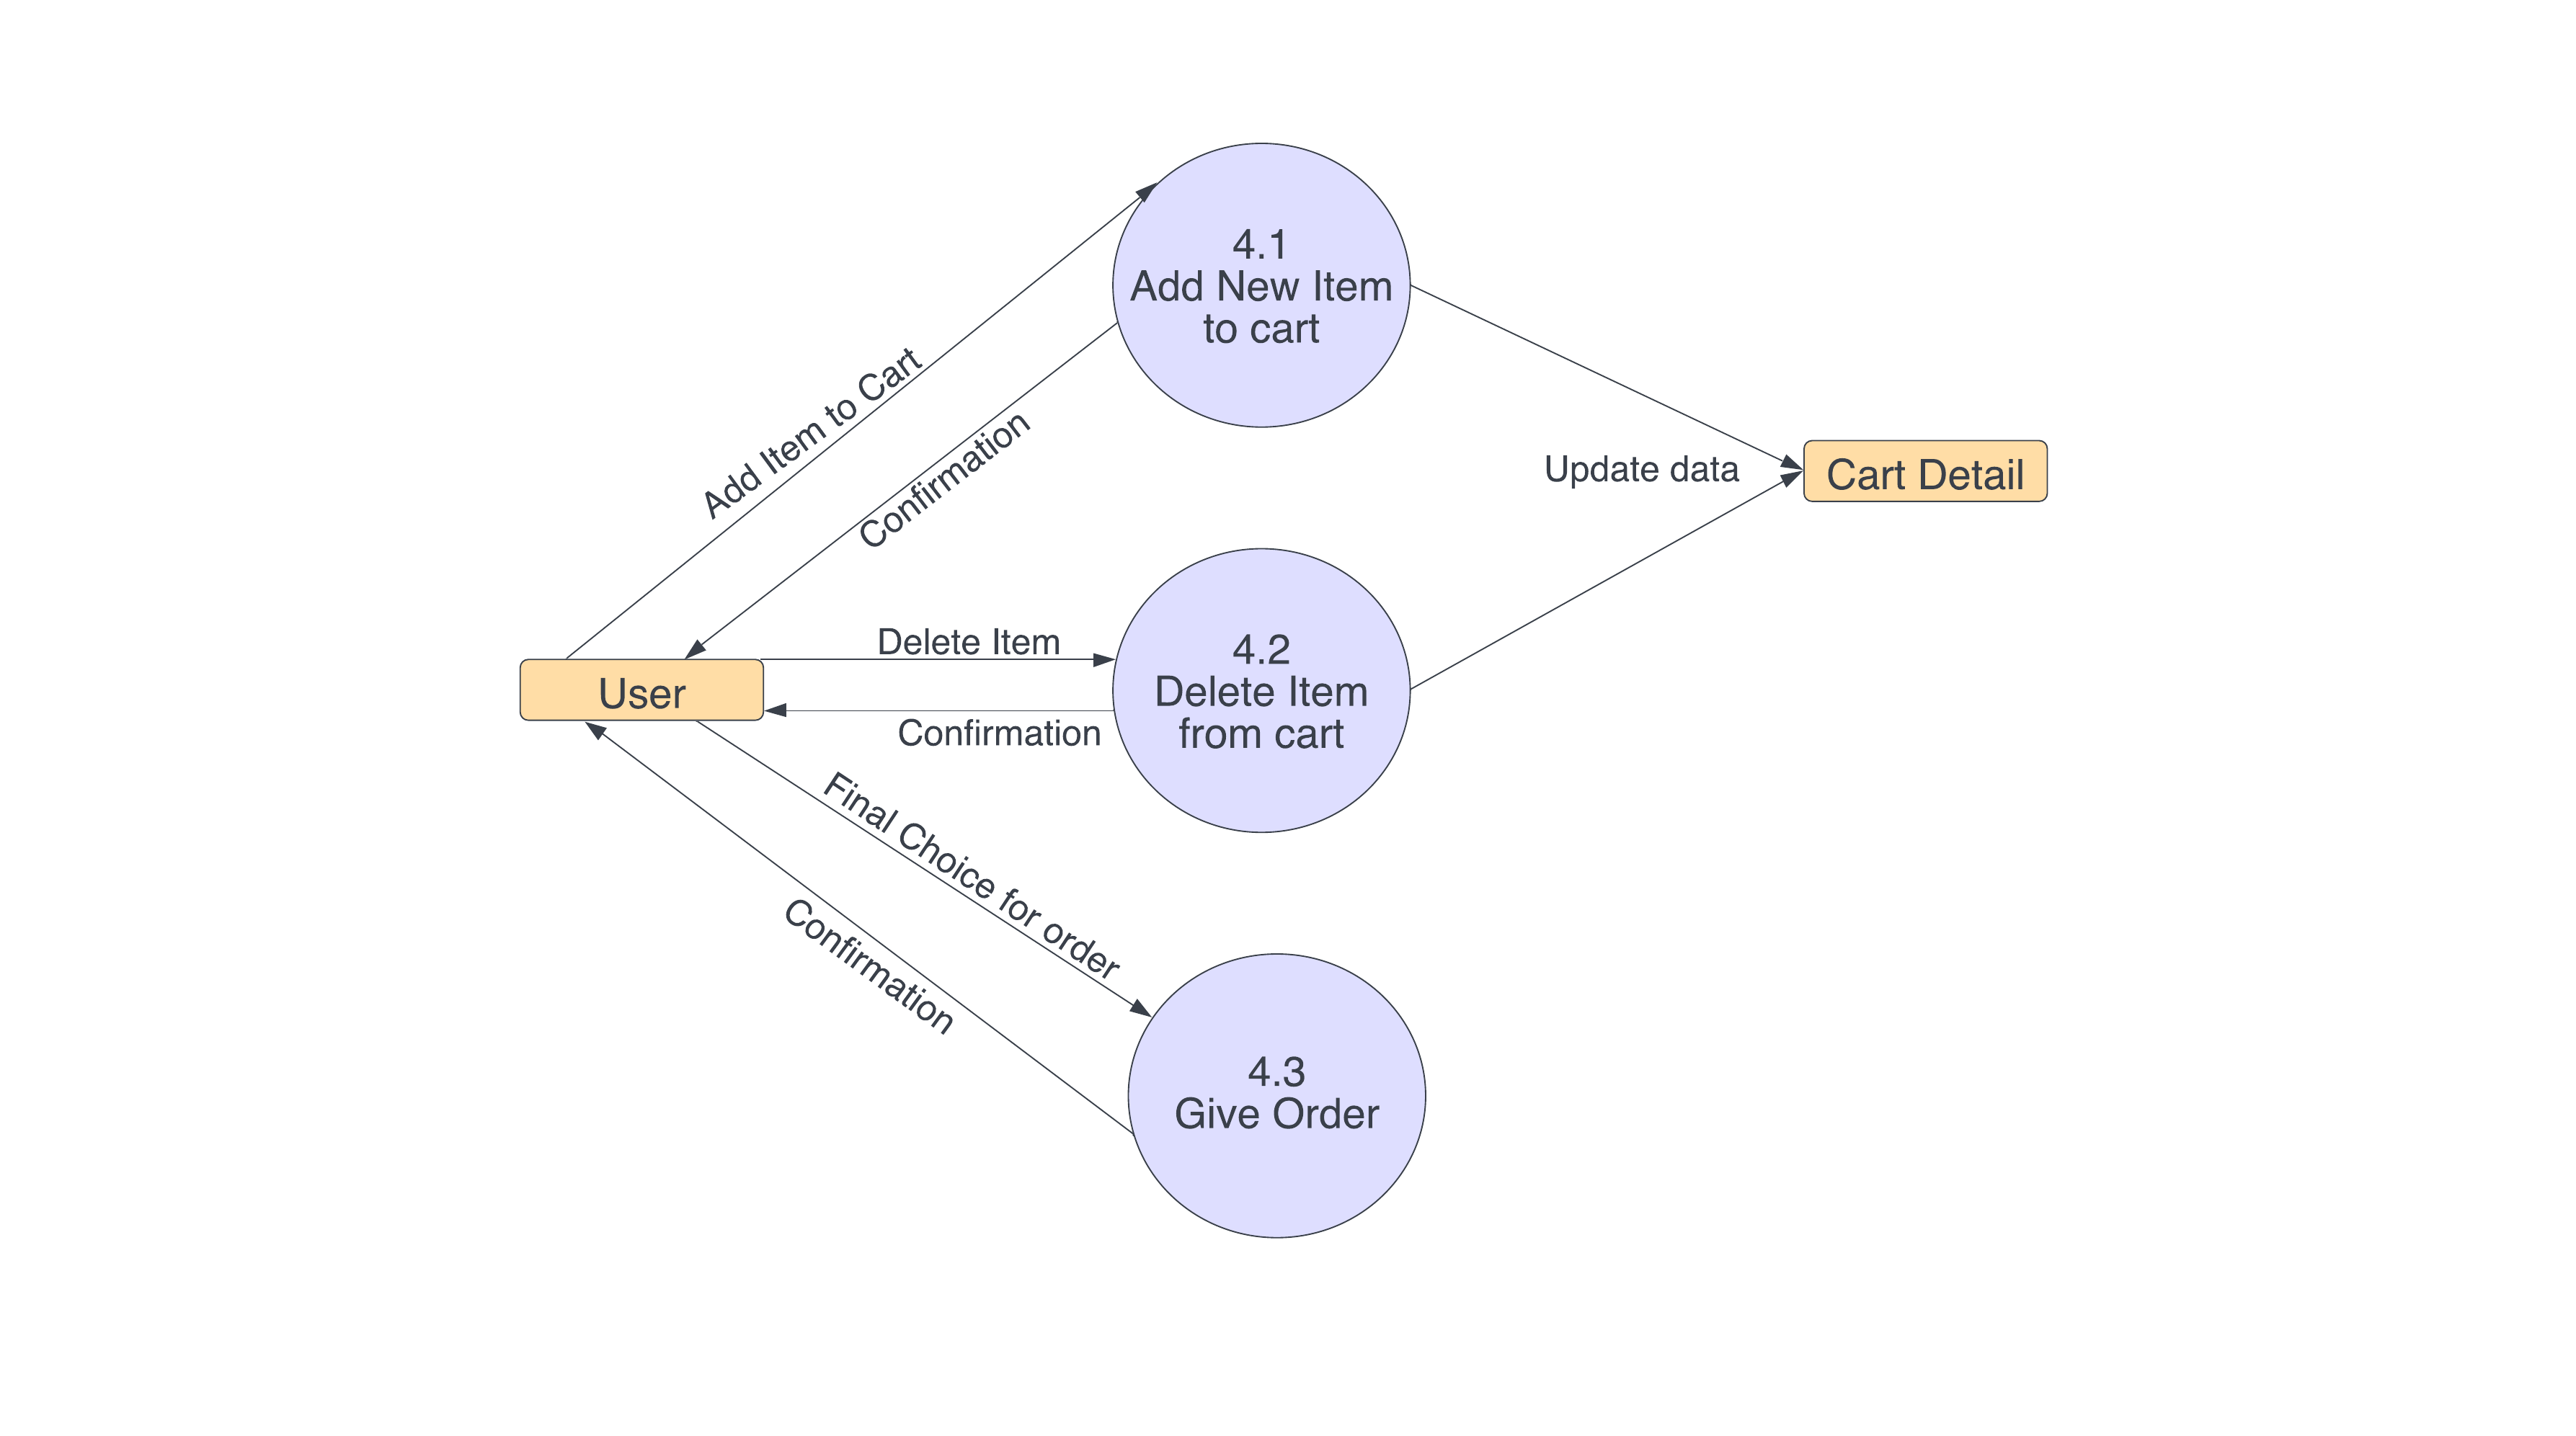 4.1
Add New Item
to cart
Add Item to Cart
Confirmation
Update data
Cart Detail
Delete Item
User
Confirmation
4.2
Delete Item
from cart
Final Choice for order
Confirmation
4.3
Give Order